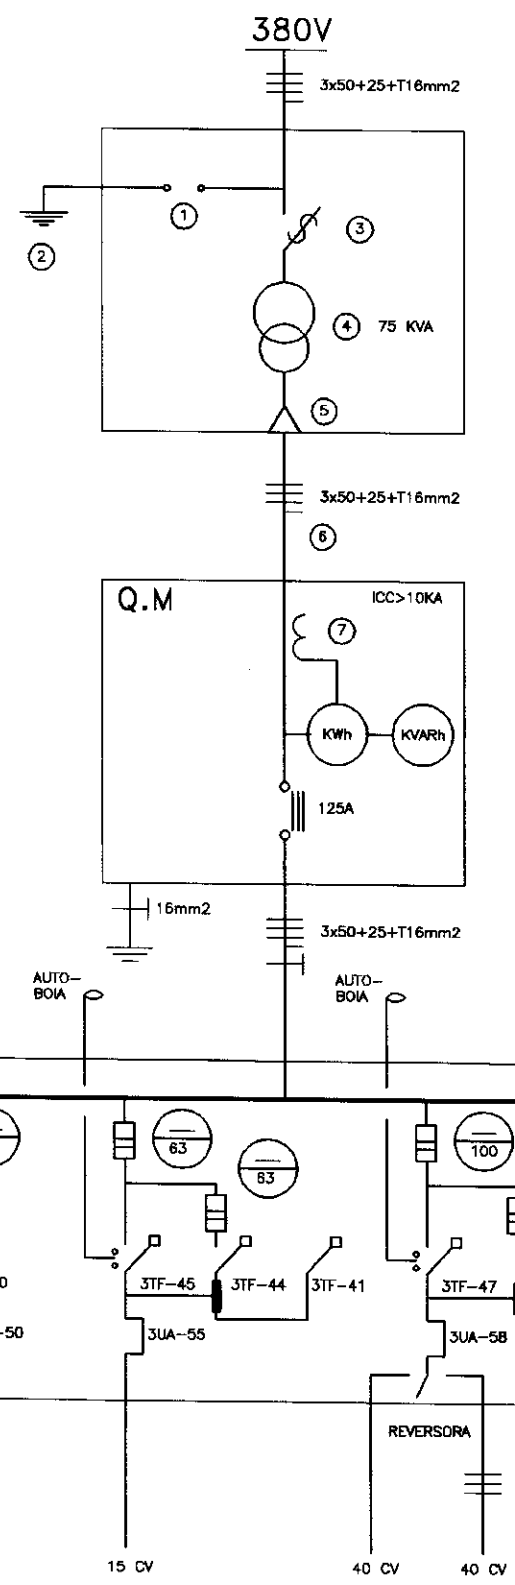 380V
3x50+25+T16mm2
1
2
3
4 75 KVA
5
3x50+25+T16mm2
6
Q.M
ICC>10KA
7
KWh
KVARh
125A
16mm2
3x50+25+T16mm2
AUTO-
BOIA
AUTO-
BOIA
63
63
100
3TF-45
3TF-44
3TF-41
3TF-47
0
-50
3UA-55
3UA-58
REVERSORA
15 CV
40 CV
40 CV